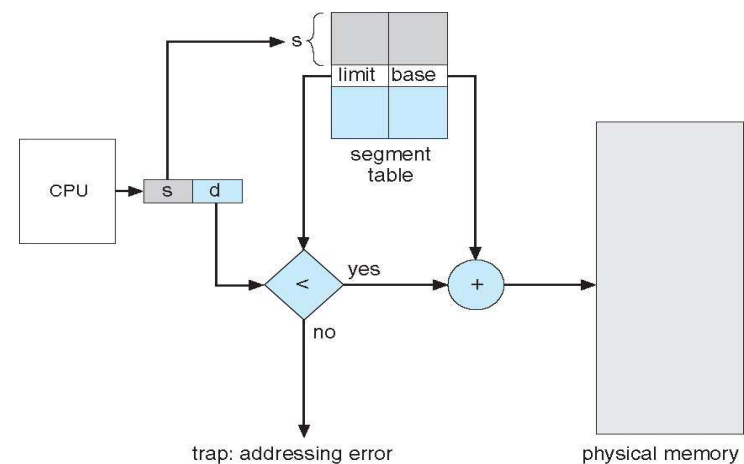 s
limit base
segment
table
CPU
s d
<
yes
+
no
trap: addressing error
physical memory